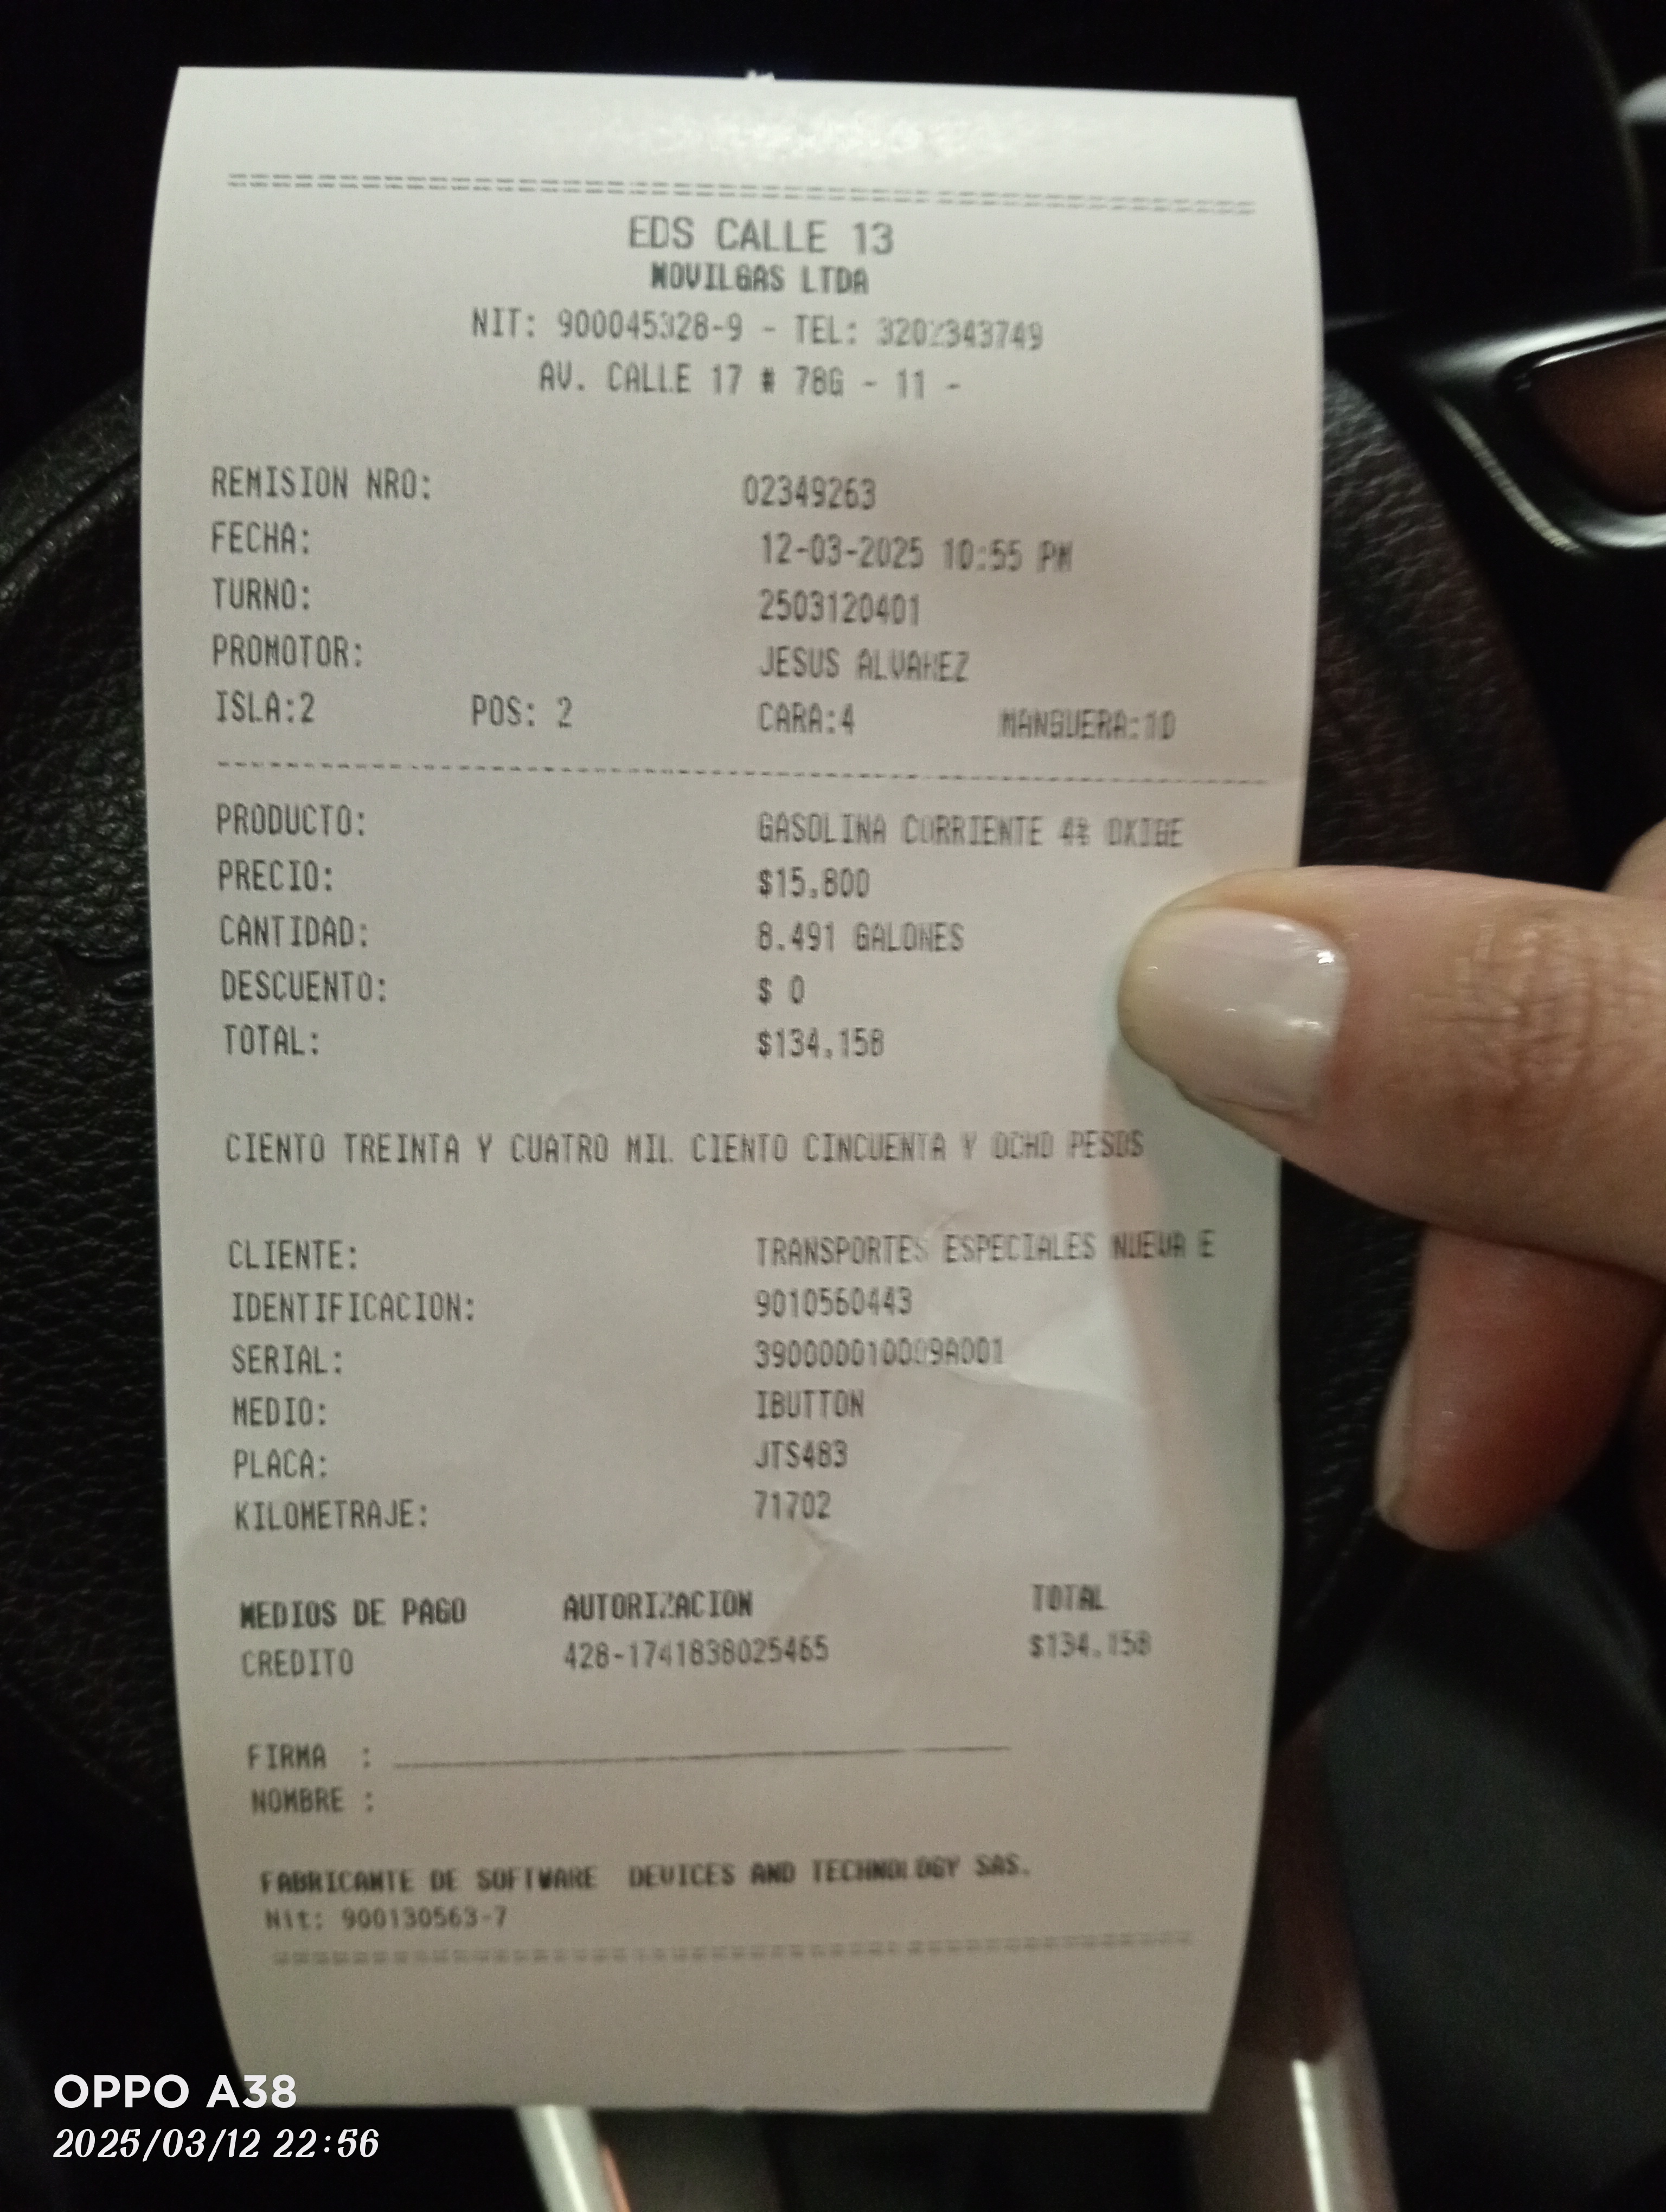 EDS CALLE 13
MOVILGAS LTDA
NIT: 900045328-9 - TEL: 3202343749
AV. CALLE 17 # 78G - 11 -
REMISION NRO: 02349263
FECHA: 12-03-2025 10:55 PM
TURNO: 2503120401
PROMOTOR: JESUS ALVAREZ
ISLA:2 POS: 2 CARA:4 MANGUERA:10
PRODUCTO: GASOLINA CORRIENTE 4% OXIGE
PRECIO: $15,800
CANTIDAD: 8.491 GALONES
DESCUENTO: $ 0
TOTAL: $134,158
CIENTO TREINTA Y CUATRO MIL CIENTO CINCUENTA Y OCHO PESOS
CLIENTE: TRANSPORTES ESPECIALES NUEVA E
IDENTIFICACION: 9010560443
SERIAL:
MEDIO: IBUTTON
PLACA: JTS483
KILOMETRAJE: 71702
MEDIOS DE PAGO AUTORIZACION TOTAL
CREDITO 428-1741838025465 $134,158
FIRMA :
NOMBRE :
FABRICANTE DE SOFTWARE DEVICES AND TECHNOLOGY SAS.
Nit: 900130563-7
OPPO A38
2025/03/12 22:56